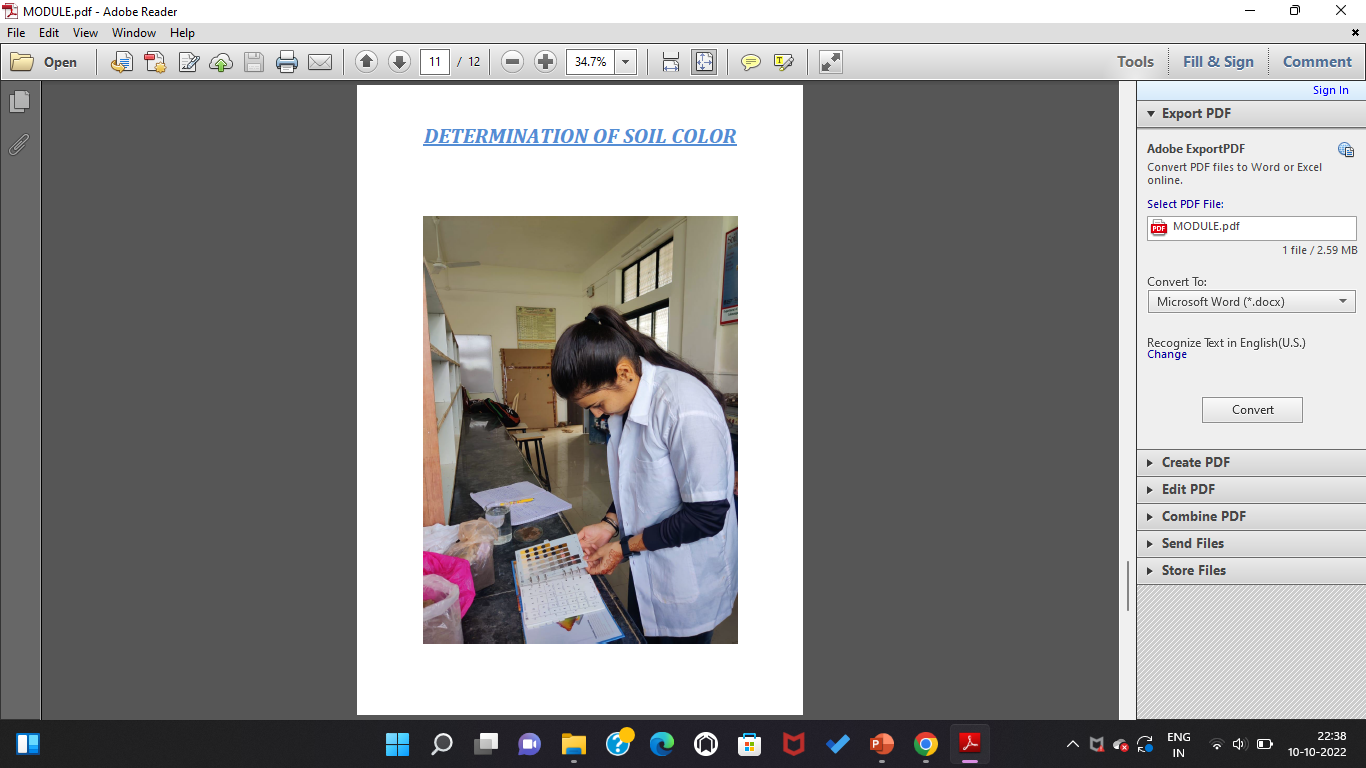 MODULE.pdf - Adobe Reader
File Edit View Window Help
Open
11 / 12
34.7%
Tools
Fill & Sign
Comment
Sign In
Export PDF
Adobe ExportPDF
Convert PDF files to Word or Excel
online.
Select PDF File:
PDF MODULE.pdf
1 file / 2.59 MB
Convert To:
Microsoft Word (*.docx)
Recognize Text in English(U.S.)
Change
Convert
Create PDF
Edit PDF
Combine PDF
Send Files
Store Files
DETERMINATION OF SOIL COLOR
ENG
IN
22:38
10-10-2022